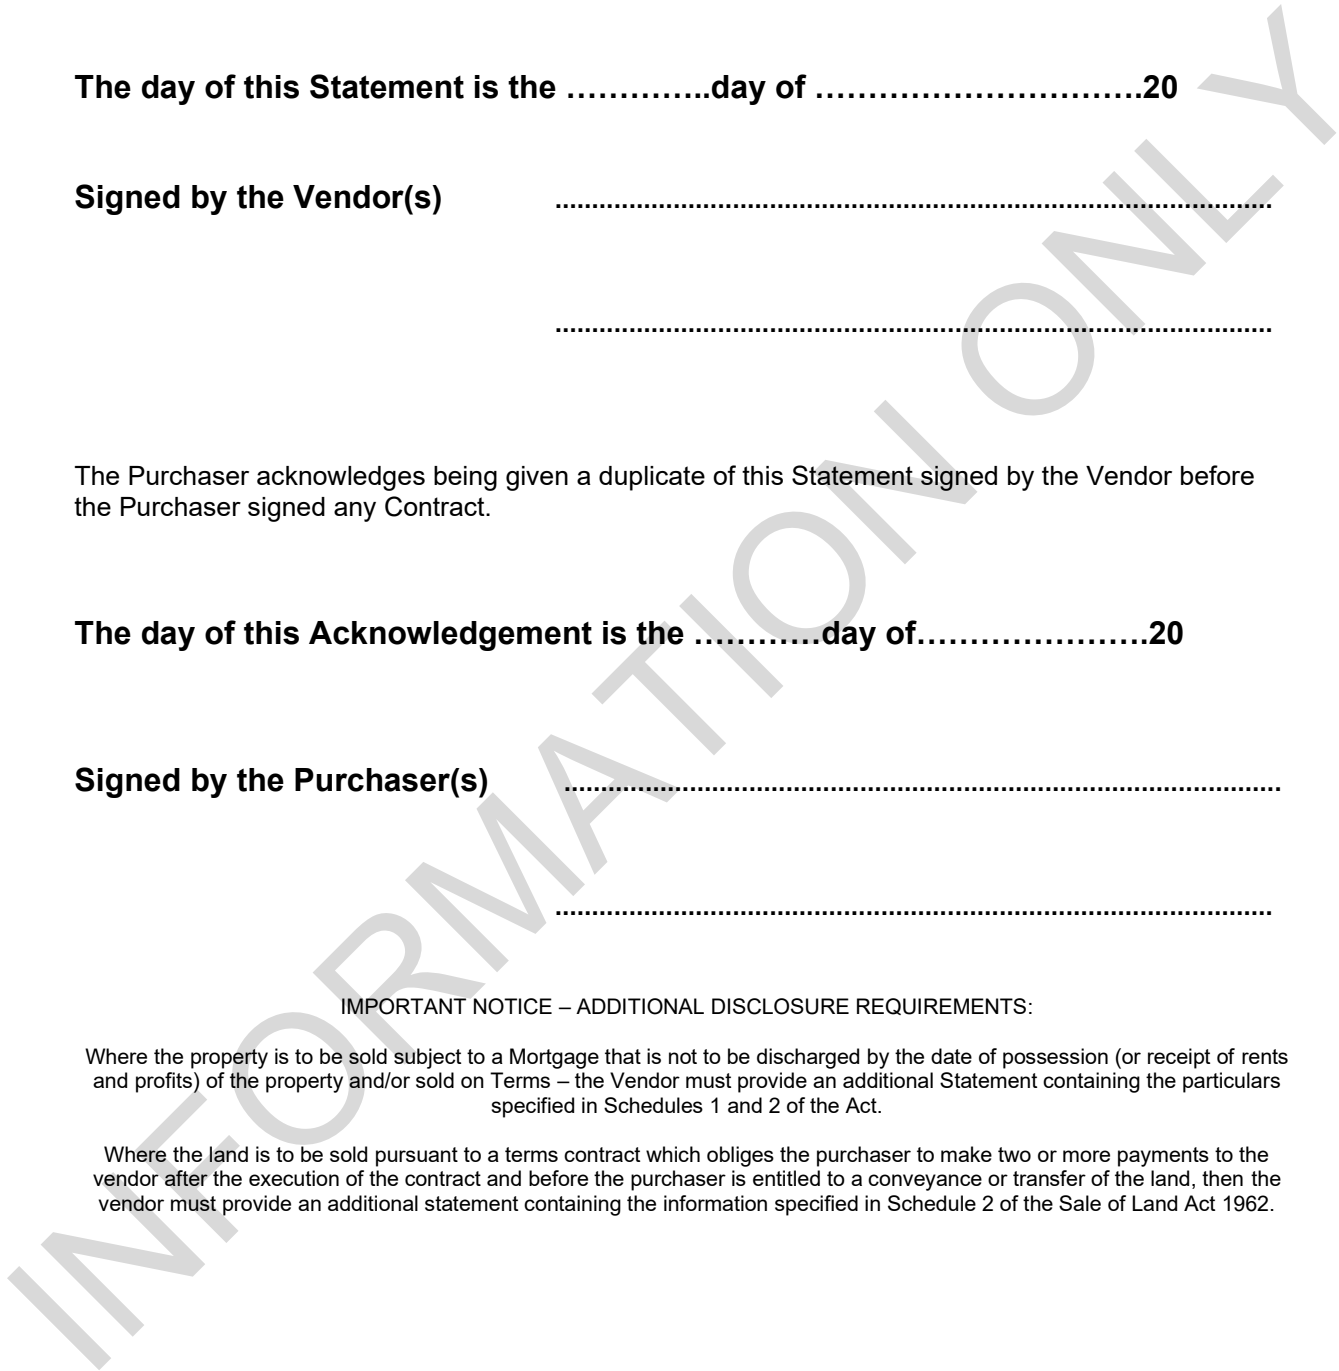 The day of this Statement is the …………..day of ………………………….20
Signed by the Vendor(s) ....................................................................................................
....................................................................................................
The Purchaser acknowledges being given a duplicate of this Statement signed by the Vendor before
the Purchaser signed any Contract.
The day of this Acknowledgement is the …………day of………………….20
Signed by the Purchaser(s) ....................................................................................................
....................................................................................................
IMPORTANT NOTICE – ADDITIONAL DISCLOSURE REQUIREMENTS:
Where the property is to be sold subject to a Mortgage that is not to be discharged by the date of possession (or receipt of rents
and profits) of the property and/or sold on Terms – the Vendor must provide an additional Statement containing the particulars
specified in Schedules 1 and 2 of the Act.
Where the land is to be sold pursuant to a terms contract which obliges the purchaser to make two or more payments to the
vendor after the execution of the contract and before the purchaser is entitled to a conveyance or transfer of the land, then the
vendor must provide an additional statement containing the information specified in Schedule 2 of the Sale of Land Act 1962.
INFORMATION ONLY